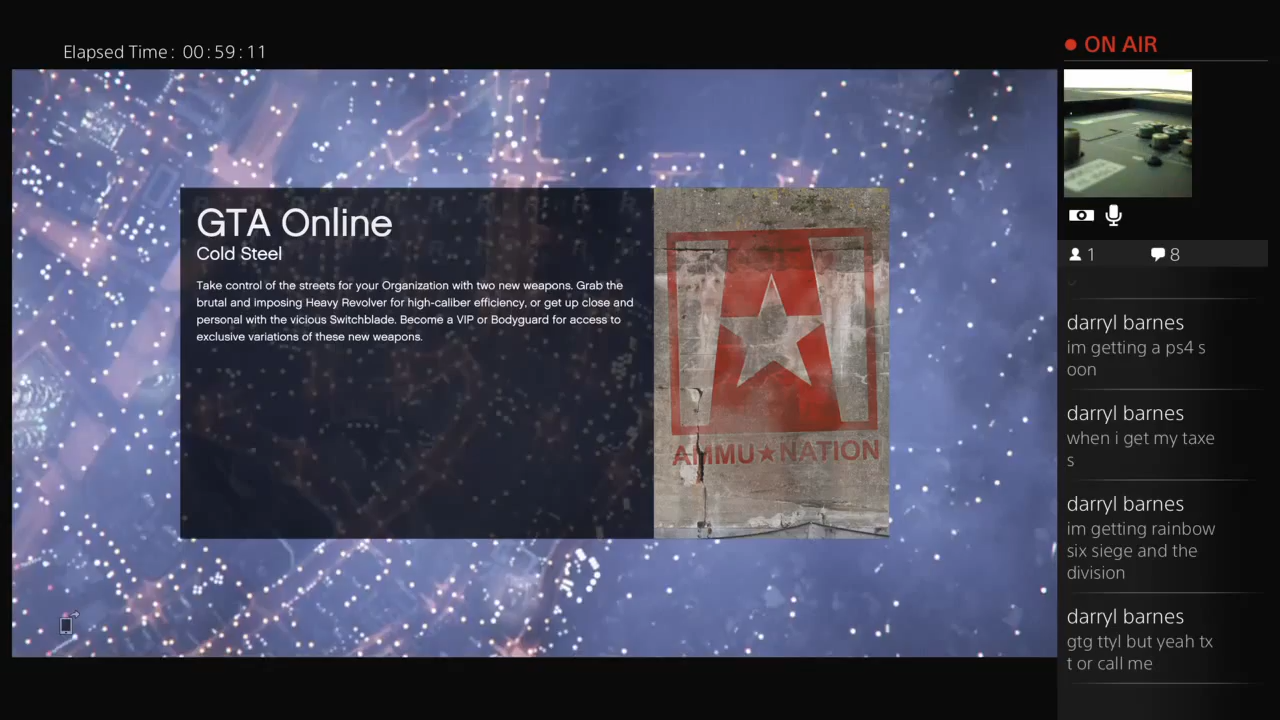 Elapsed Time: 00:59:11
ON AIR
GTA Online
Cold Steel
Take control of the streets for your Organization with two new weapons. Grab the
brutal and imposing Heavy Revolver for high-caliber efficiency, or get up close and
personal with the vicious Switchblade. Become a VIP or Bodyguard for access to
exclusive variations of these new weapons.
AMMU★NATION
1
8
darryl barnes
im getting a ps4 s
oon
darryl barnes
when i get my taxe
s
darryl barnes
im getting rainbow
six siege and the
division
darryl barnes
gtg ttyl but yeah tx
t or call me